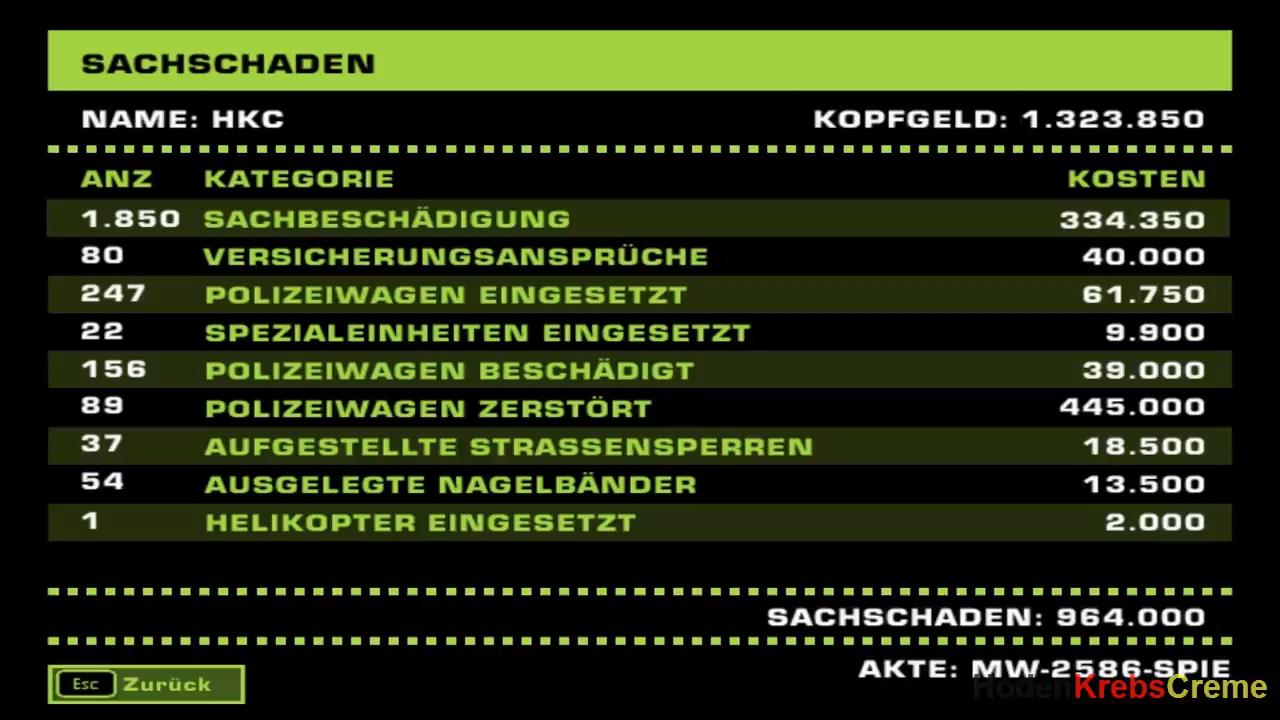 SACHSCHADEN
NAME: HKC KOPFGELD: 1.323.850
ANZ KATEGORIE KOSTEN
1.850 SACHBESCHÄDIGUNG 334.350
80 VERSICHERUNGSANSPRÜCHE 40.000
247 POLIZEIWAGEN EINGESETZT 61.750
22 SPEZIALEINHEITEN EINGESETZT 9.900
156 POLIZEIWAGEN BESCHÄDIGT 39.000
89 POLIZEIWAGEN ZERSTÖRT 445.000
37 AUFGESTELLTE STRASSENSPERREN 18.500
54 AUSGELEGTE NAGELBÄNDER 13.500
1 HELIKOPTER EINGESETZT 2.000
SACHSCHADEN: 964.000
AKTE: MW-2586-SPIE
Esc Zurück
HodenKrebsCreme